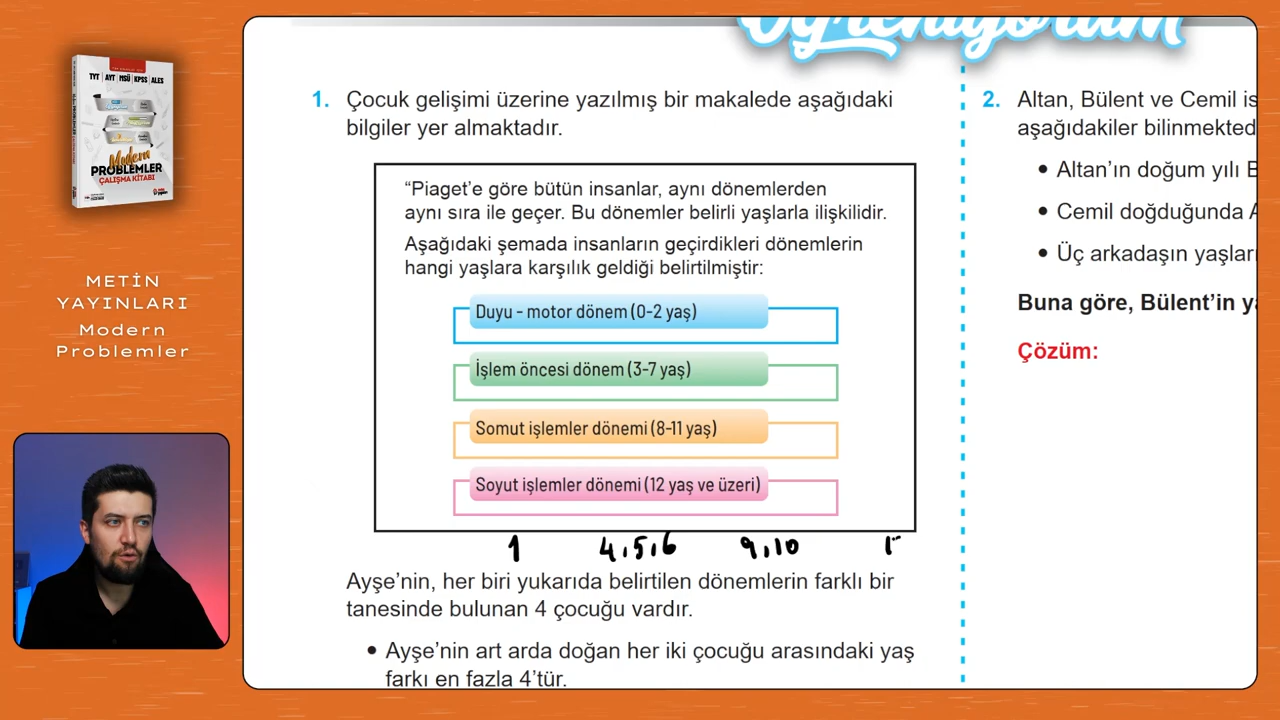 TYT AYT MSÜ KPSS ALES
Modern
PROBLEMLER
ÇALIŞMA KİTABI
METİN
YAYINLARI
Modern
Problemler
Öğreniyorum
1. Çocuk gelişimi üzerine yazılmış bir makalede aşağıdaki
bilgiler yer almaktadır.
“Piaget’e göre bütün insanlar, aynı dönemlerden
aynı sıra ile geçer. Bu dönemler belirli yaşlarla ilişkilidir.
Aşağıdaki şemada insanların geçirdikleri dönemlerin
hangi yaşlara karşılık geldiği belirtilmiştir:
Duyu - motor dönem (0-2 yaş)
İşlem öncesi dönem (3-7 yaş)
Somut işlemler dönemi (8-11 yaş)
Soyut işlemler dönemi (12 yaş ve üzeri)
1 4,5,6 9,10
Ayşe’nin, her biri yukarıda belirtilen dönemlerin farklı bir
tanesinde bulunan 4 çocuğu vardır.
• Ayşe’nin art arda doğan her iki çocuğu arasındaki yaş
farkı en fazla 4’tür.
2. Altan, Bülent ve Cemil is
aşağıdakiler bilinmekted
• Altan’ın doğum yılı B
• Cemil doğduğunda A
• Üç arkadaşın yaşları
Buna göre, Bülent’in ya
Çözüm: